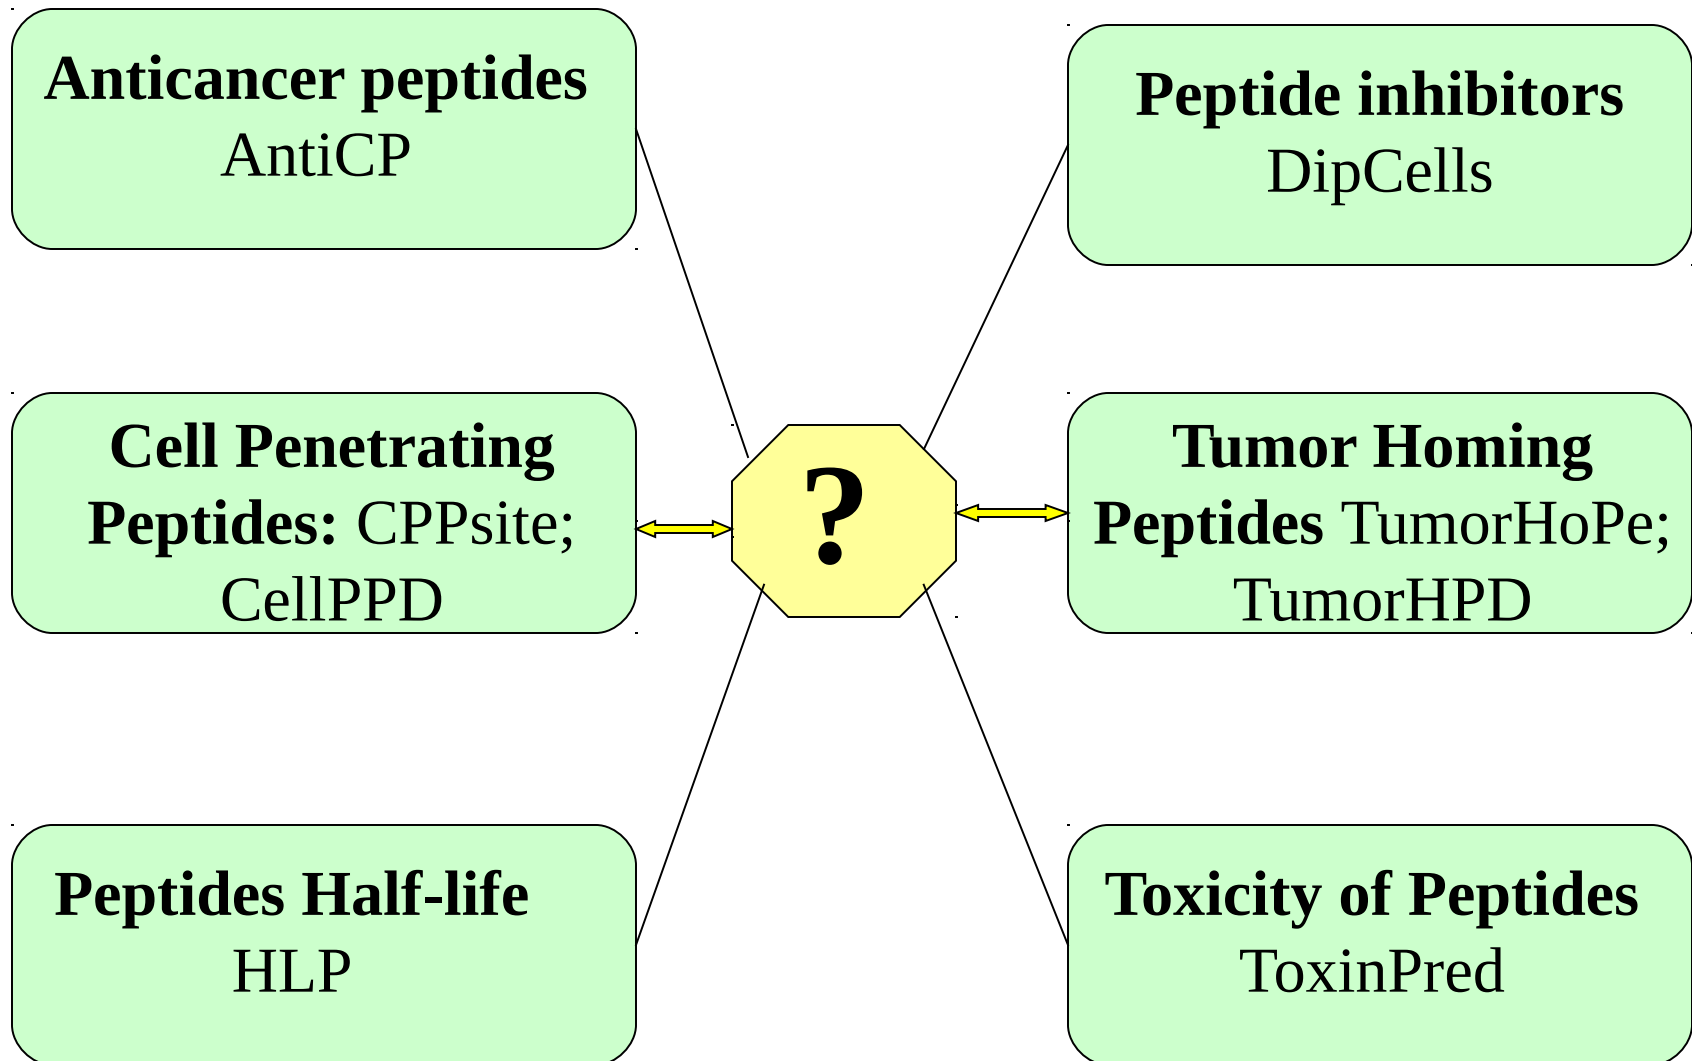 Anticancer peptides
AntiCP
Peptide inhibitors
DipCells
Cell Penetrating
Peptides: CPPsite;
CellPPD
?
Tumor Homing
Peptides TumorHoPe;
TumorHPD
Peptides Half-life
HLP
Toxicity of Peptides
ToxinPred